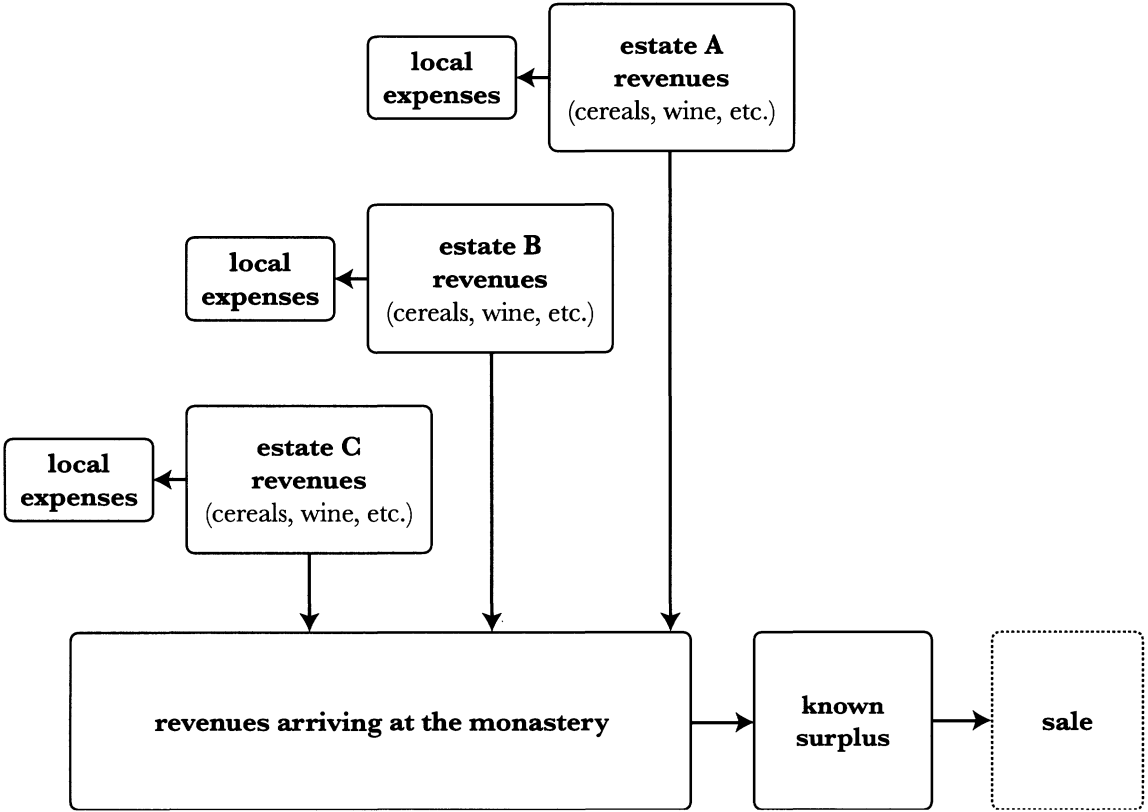 local
expenses
estate A
revenues
(cereals, wine, etc.)
local
expenses
estate B
revenues
(cereals, wine, etc.)
local
expenses
estate C
revenues
(cereals, wine, etc.)
revenues arriving at the monastery
known
surplus
sale